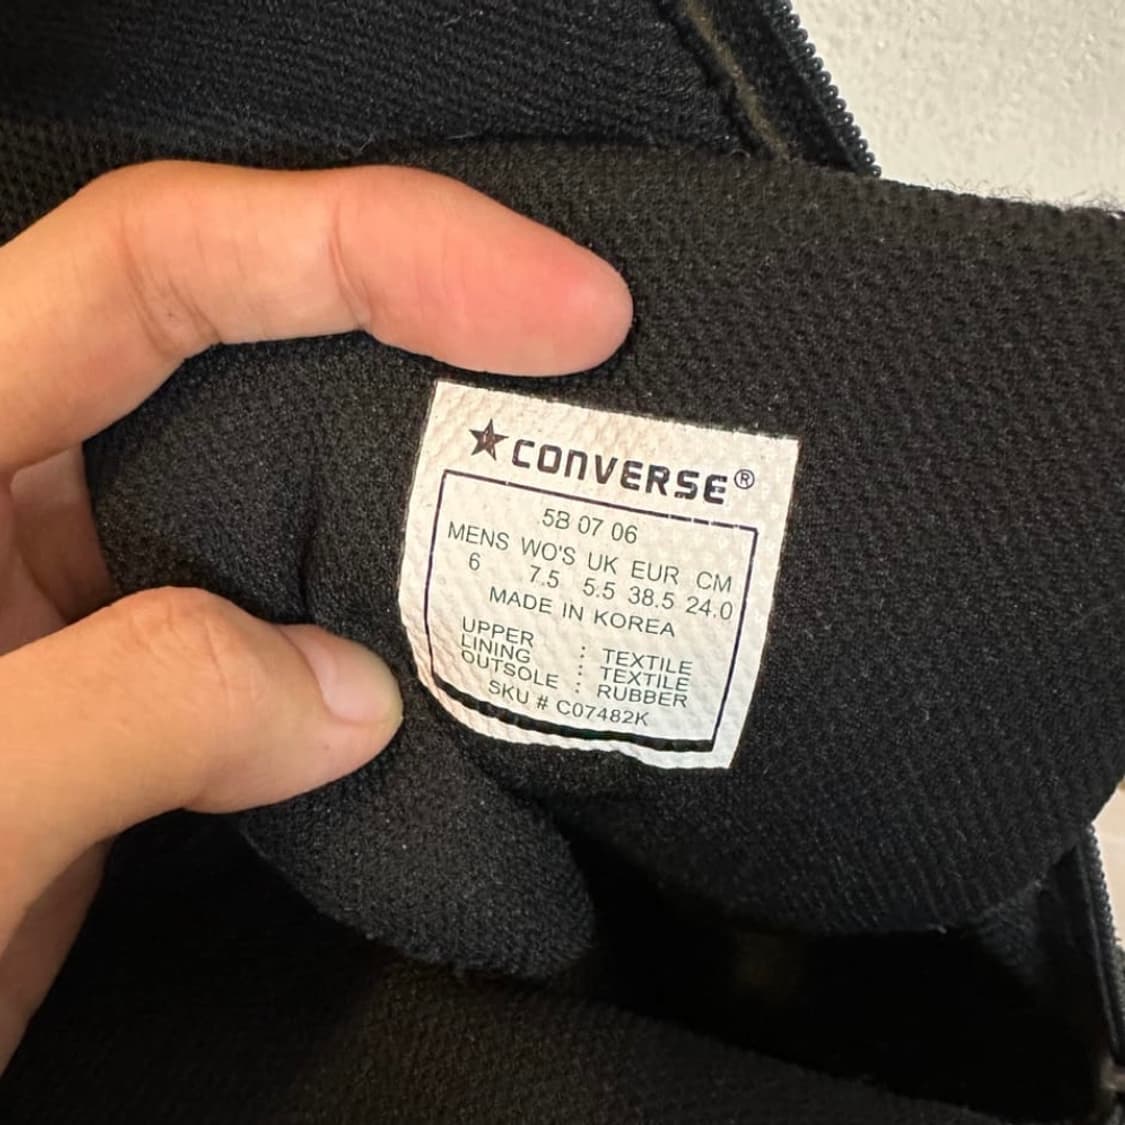 ★CONVERSE®
5B 07 06
MENS WO'S UK EUR CM
6 7.5 5.5 38.5 24.0
MADE IN KOREA
UPPER : TEXTILE
LINING : TEXTILE
OUTSOLE : RUBBER
SKU # C07482K